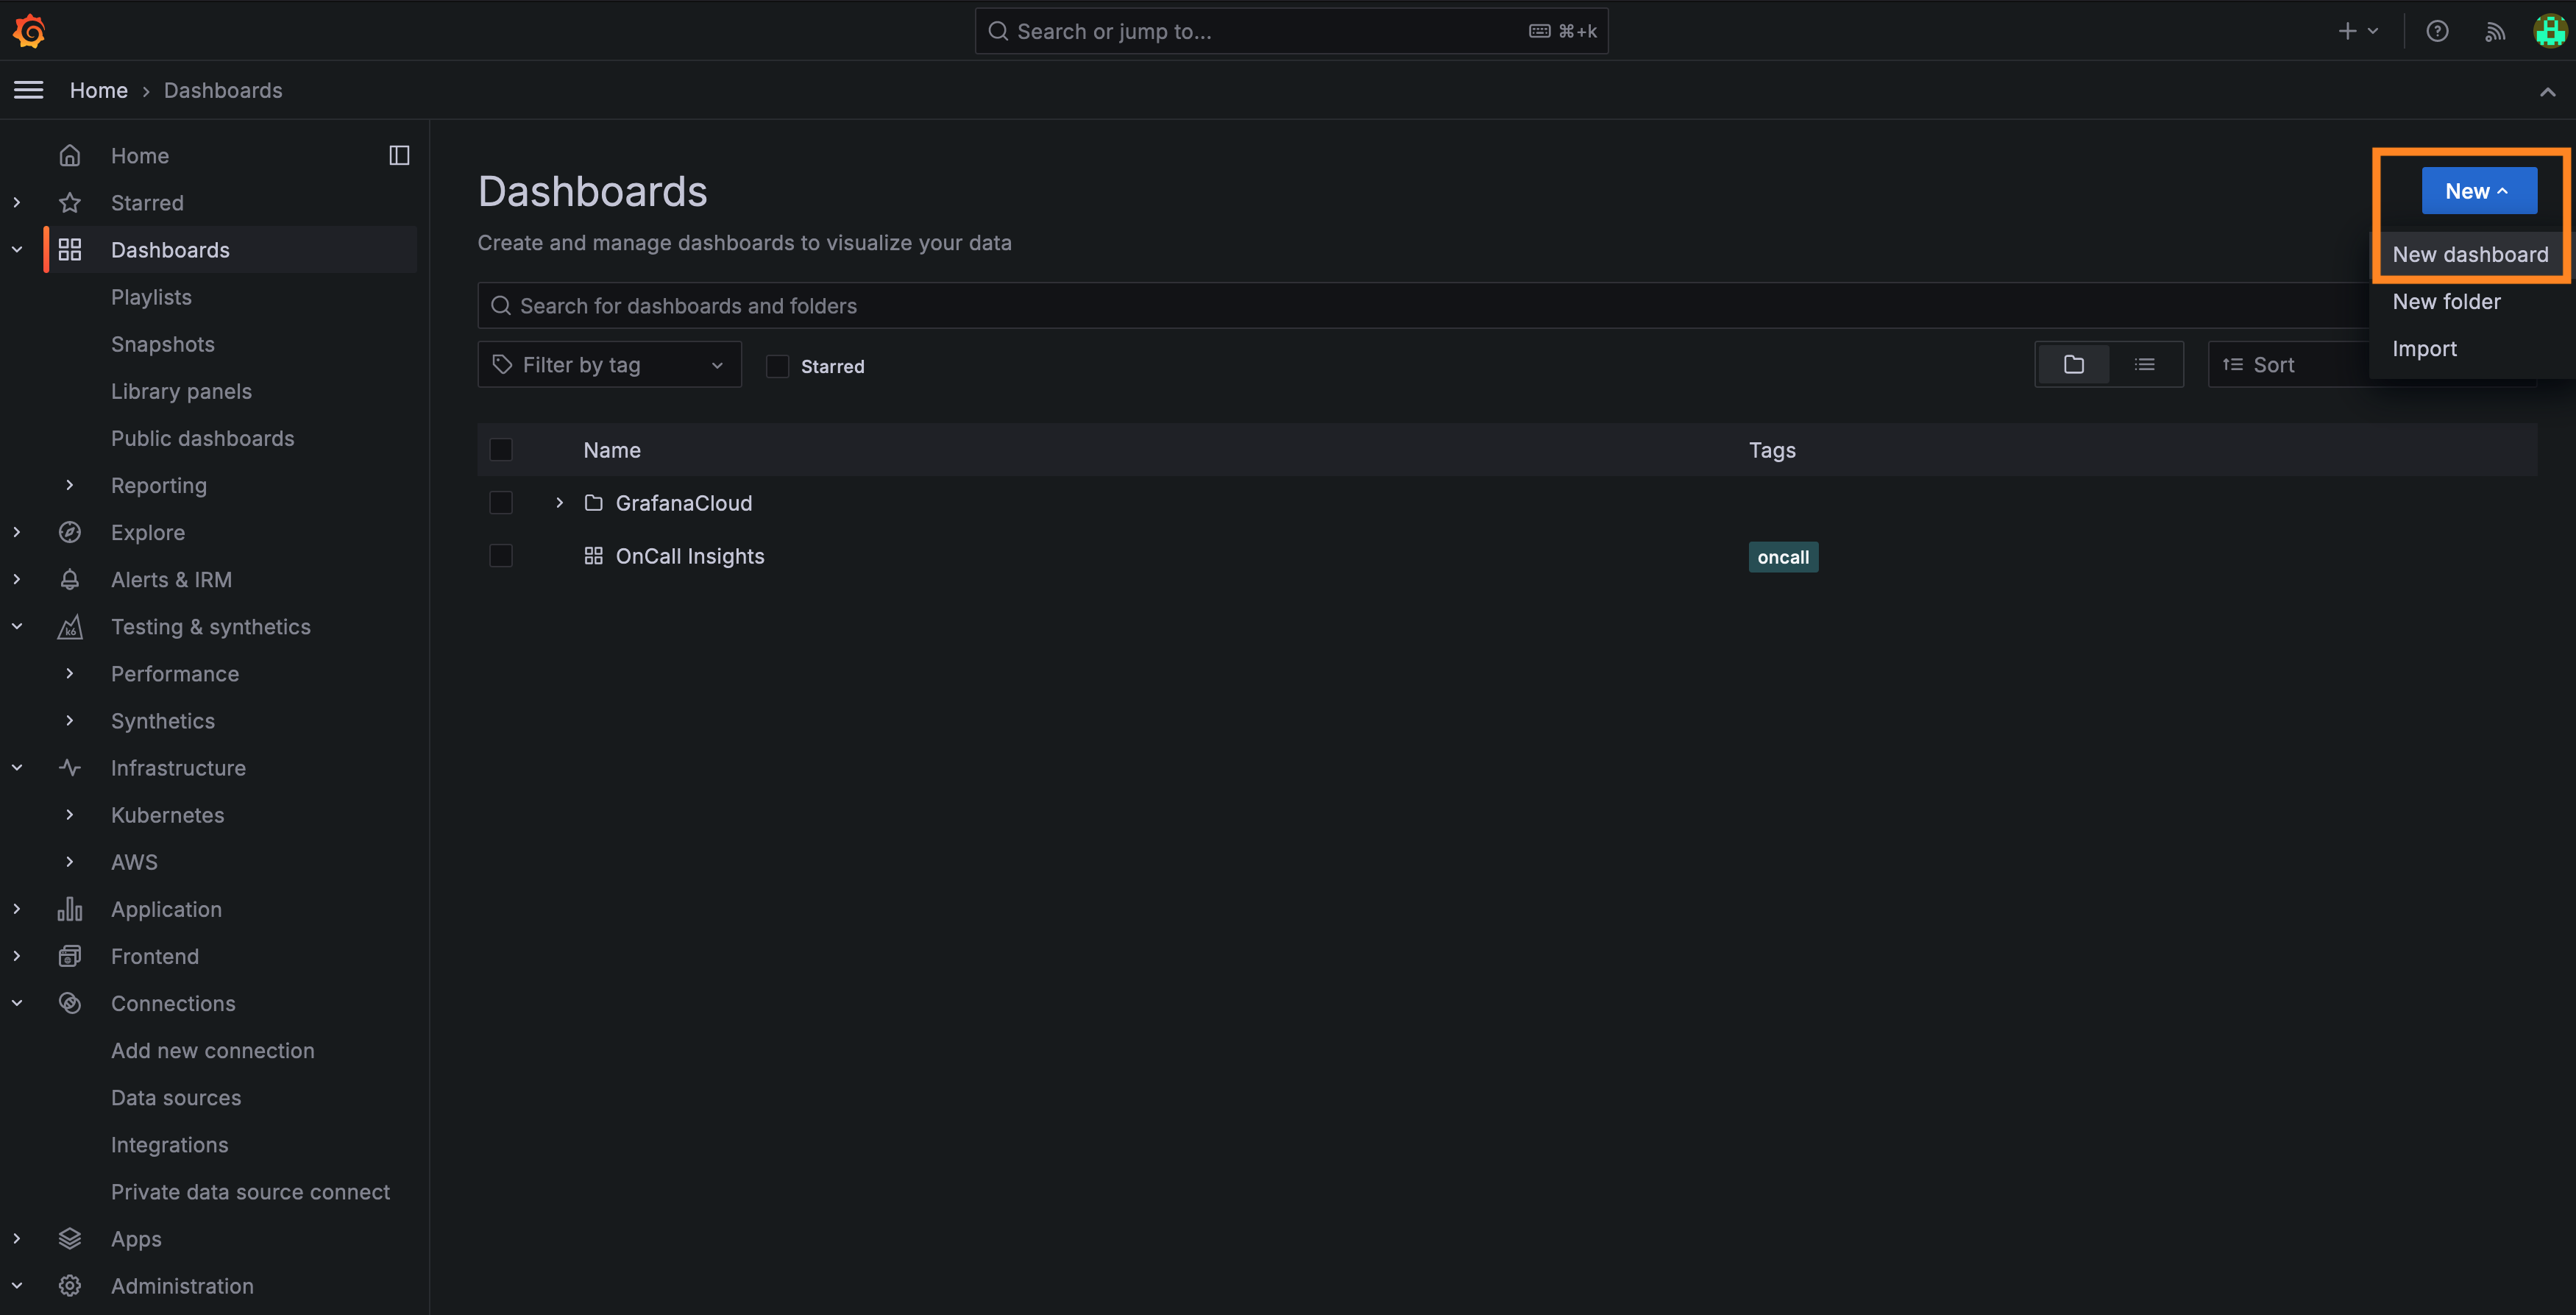 Search or jump to...
⌘+k
Home › Dashboards
Home
Starred
Dashboards
Playlists
Snapshots
Library panels
Public dashboards
Reporting
Explore
Alerts & IRM
Testing & synthetics
Performance
Synthetics
Infrastructure
Kubernetes
AWS
Application
Frontend
Connections
Add new connection
Data sources
Integrations
Private data source connect
Apps
Administration
Dashboards
Create and manage dashboards to visualize your data
New
New dashboard
New folder
Import
Search for dashboards and folders
Filter by tag
Starred
Sort
Name Tags
GrafanaCloud
OnCall Insights oncall